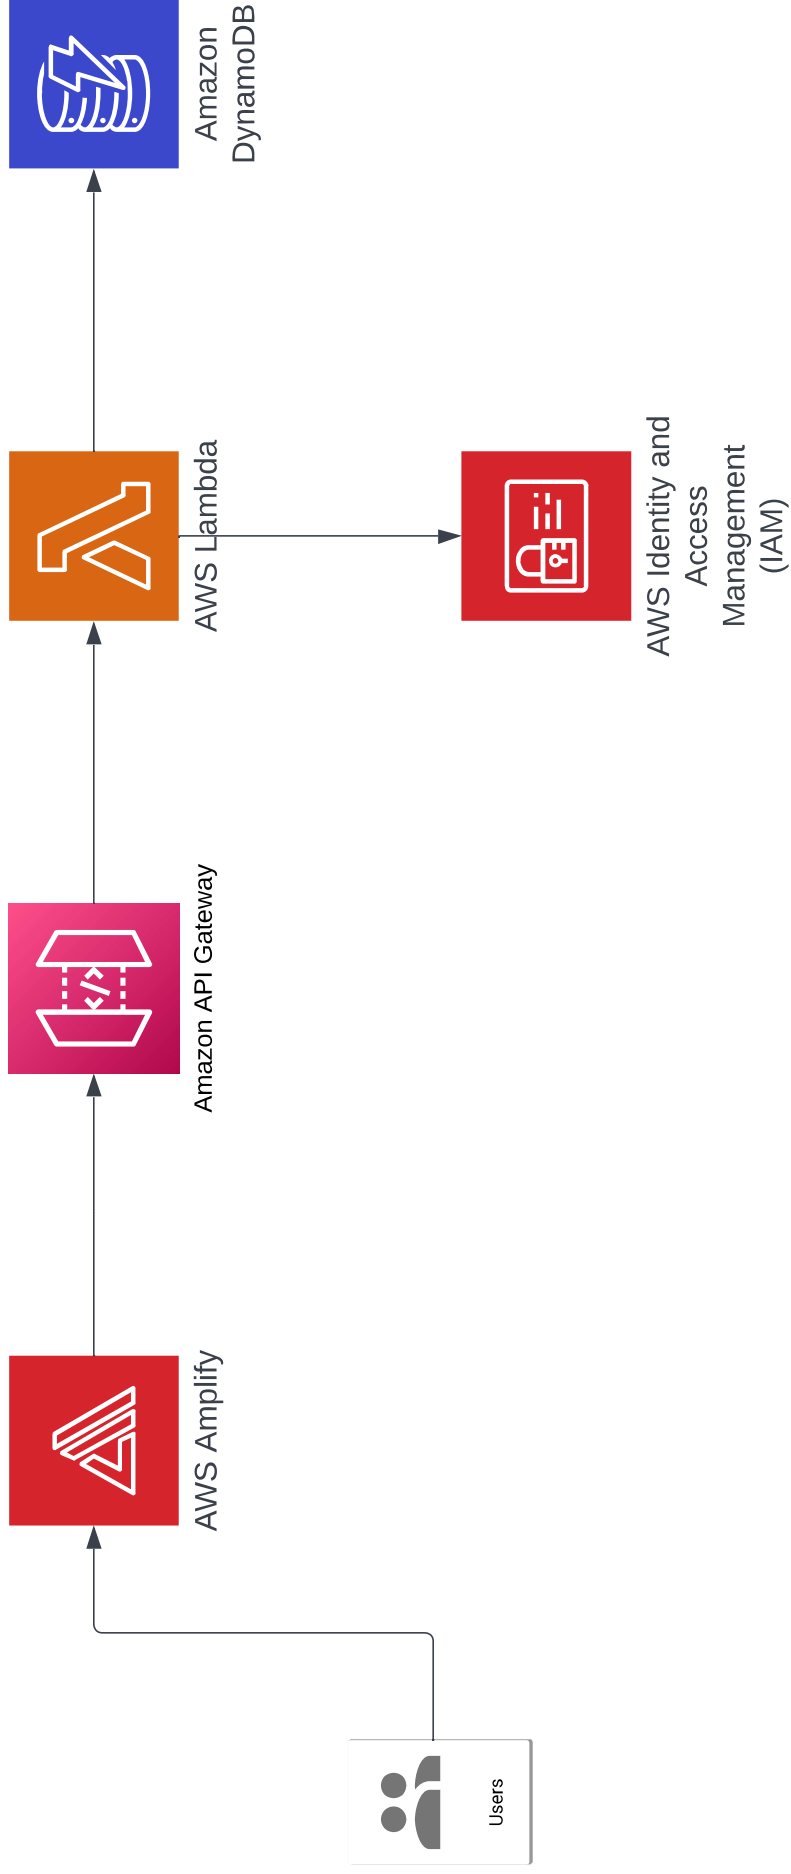 Users
AWS Amplify
Amazon API Gateway
AWS Lambda
Amazon
DynamoDB
AWS Identity and
Access
Management
(IAM)